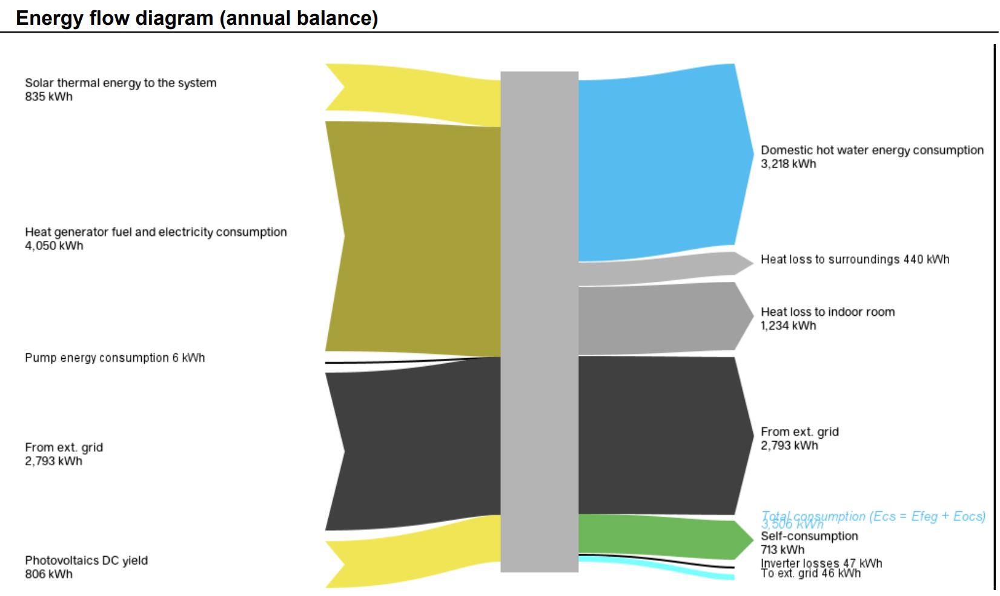 Energy flow diagram (annual balance)
Solar thermal energy to the system
835 kWh
Heat generator fuel and electricity consumption
4,050 kWh
Pump energy consumption 6 kWh
From ext. grid
2,793 kWh
Photovoltaics DC yield
806 kWh
Domestic hot water energy consumption
3,218 kWh
Heat loss to surroundings 440 kWh
Heat loss to indoor room
1,234 kWh
From ext. grid
2,793 kWh
Total consumption (Ecs = Efeg + Eocs)
3,506 kWh
Self-consumption
713 kWh
Inverter losses 47 kWh
To ext. grid 46 kWh